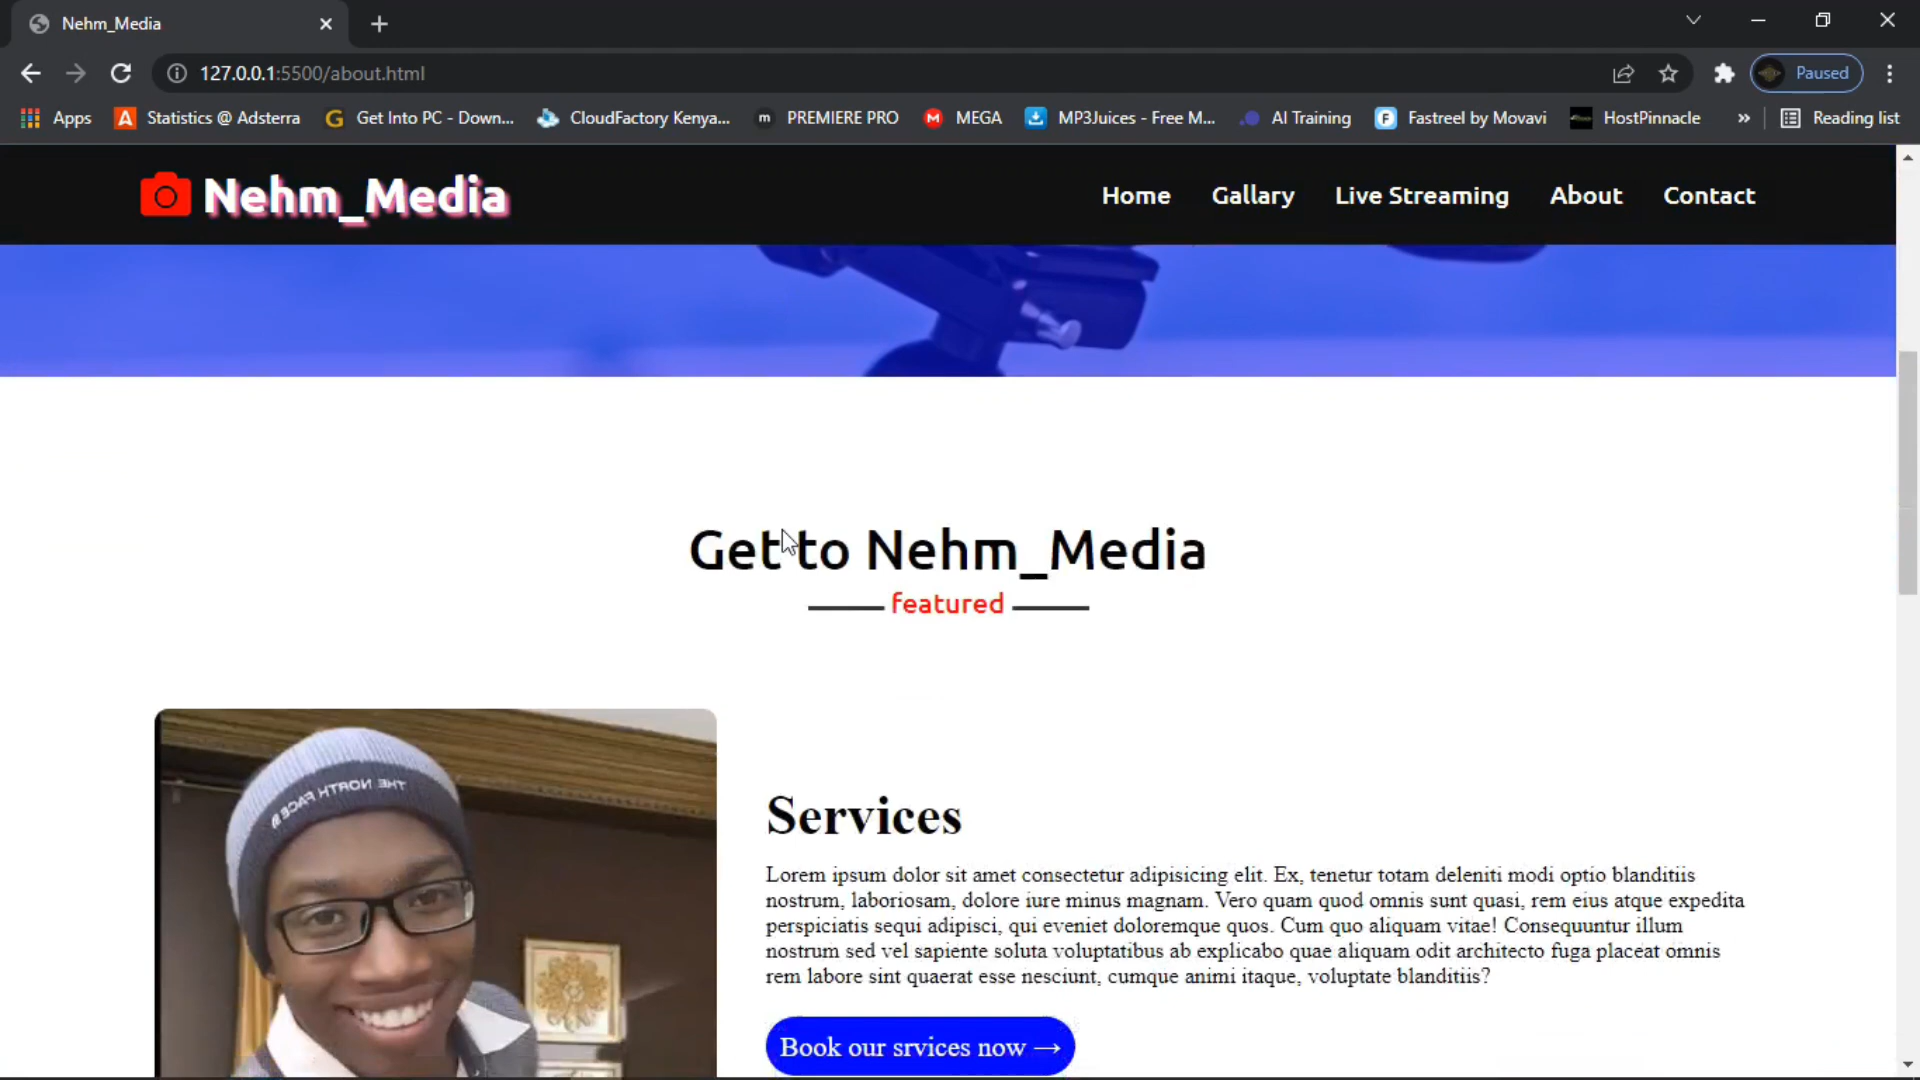 Nehm_Media
127.0.0.1:5500/about.html
Paused
Apps
Statistics @ Adsterra
Get Into PC - Down...
CloudFactory Kenya...
m PREMIERE PRO
MEGA
MP3Juices - Free M...
AI Training
F Fastreel by Movavi
HostPinnacle
»
Reading list
Nehm_Media
Home
Gallary
Live Streaming
About
Contact
Get to Nehm_Media
featured
THE NORTH FACE
Services
Lorem ipsum dolor sit amet consectetur adipisicing elit. Ex, tenetur totam deleniti modi optio blanditiis
nostrum, laboriosam, dolore iure minus magnam. Vero quam quod omnis sunt quasi, rem eius atque expedita
perspiciatis sequi adipisci, qui eveniet doloremque quos. Cum quo aliquam vitae! Consequuntur illum
nostrum sed vel sapiente soluta voluptatibus ab explicabo quae aliquam odit architecto fuga placeat omnis
rem labore sint quaerat esse nesciunt, cumque animi itaque, voluptate blanditiis?
Book our srvices now →